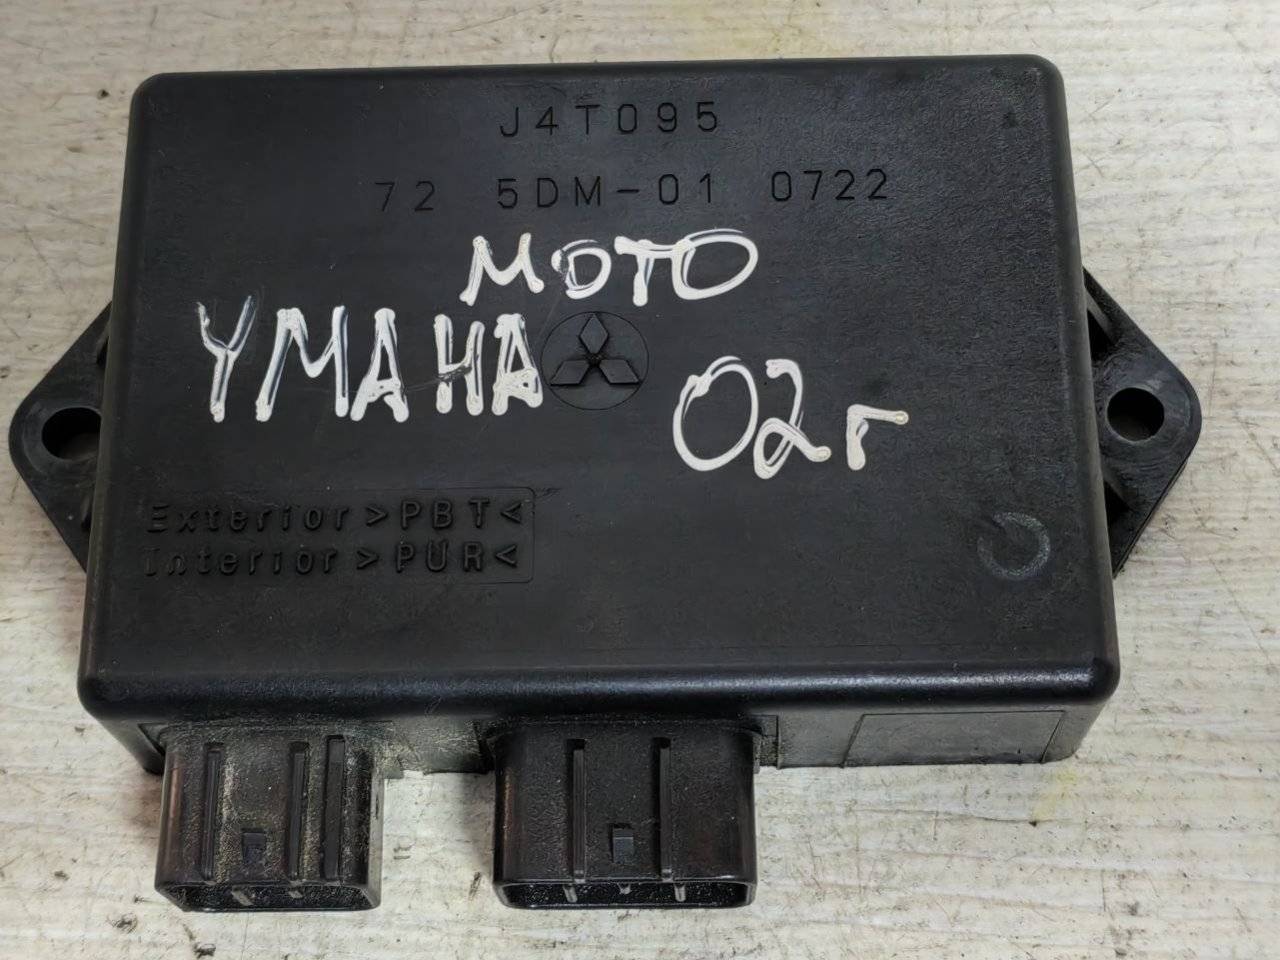 J4T095
72 5DM-01 0722
мото
YMAHA
02г
Exterior >PBT<
Interior >PUR<